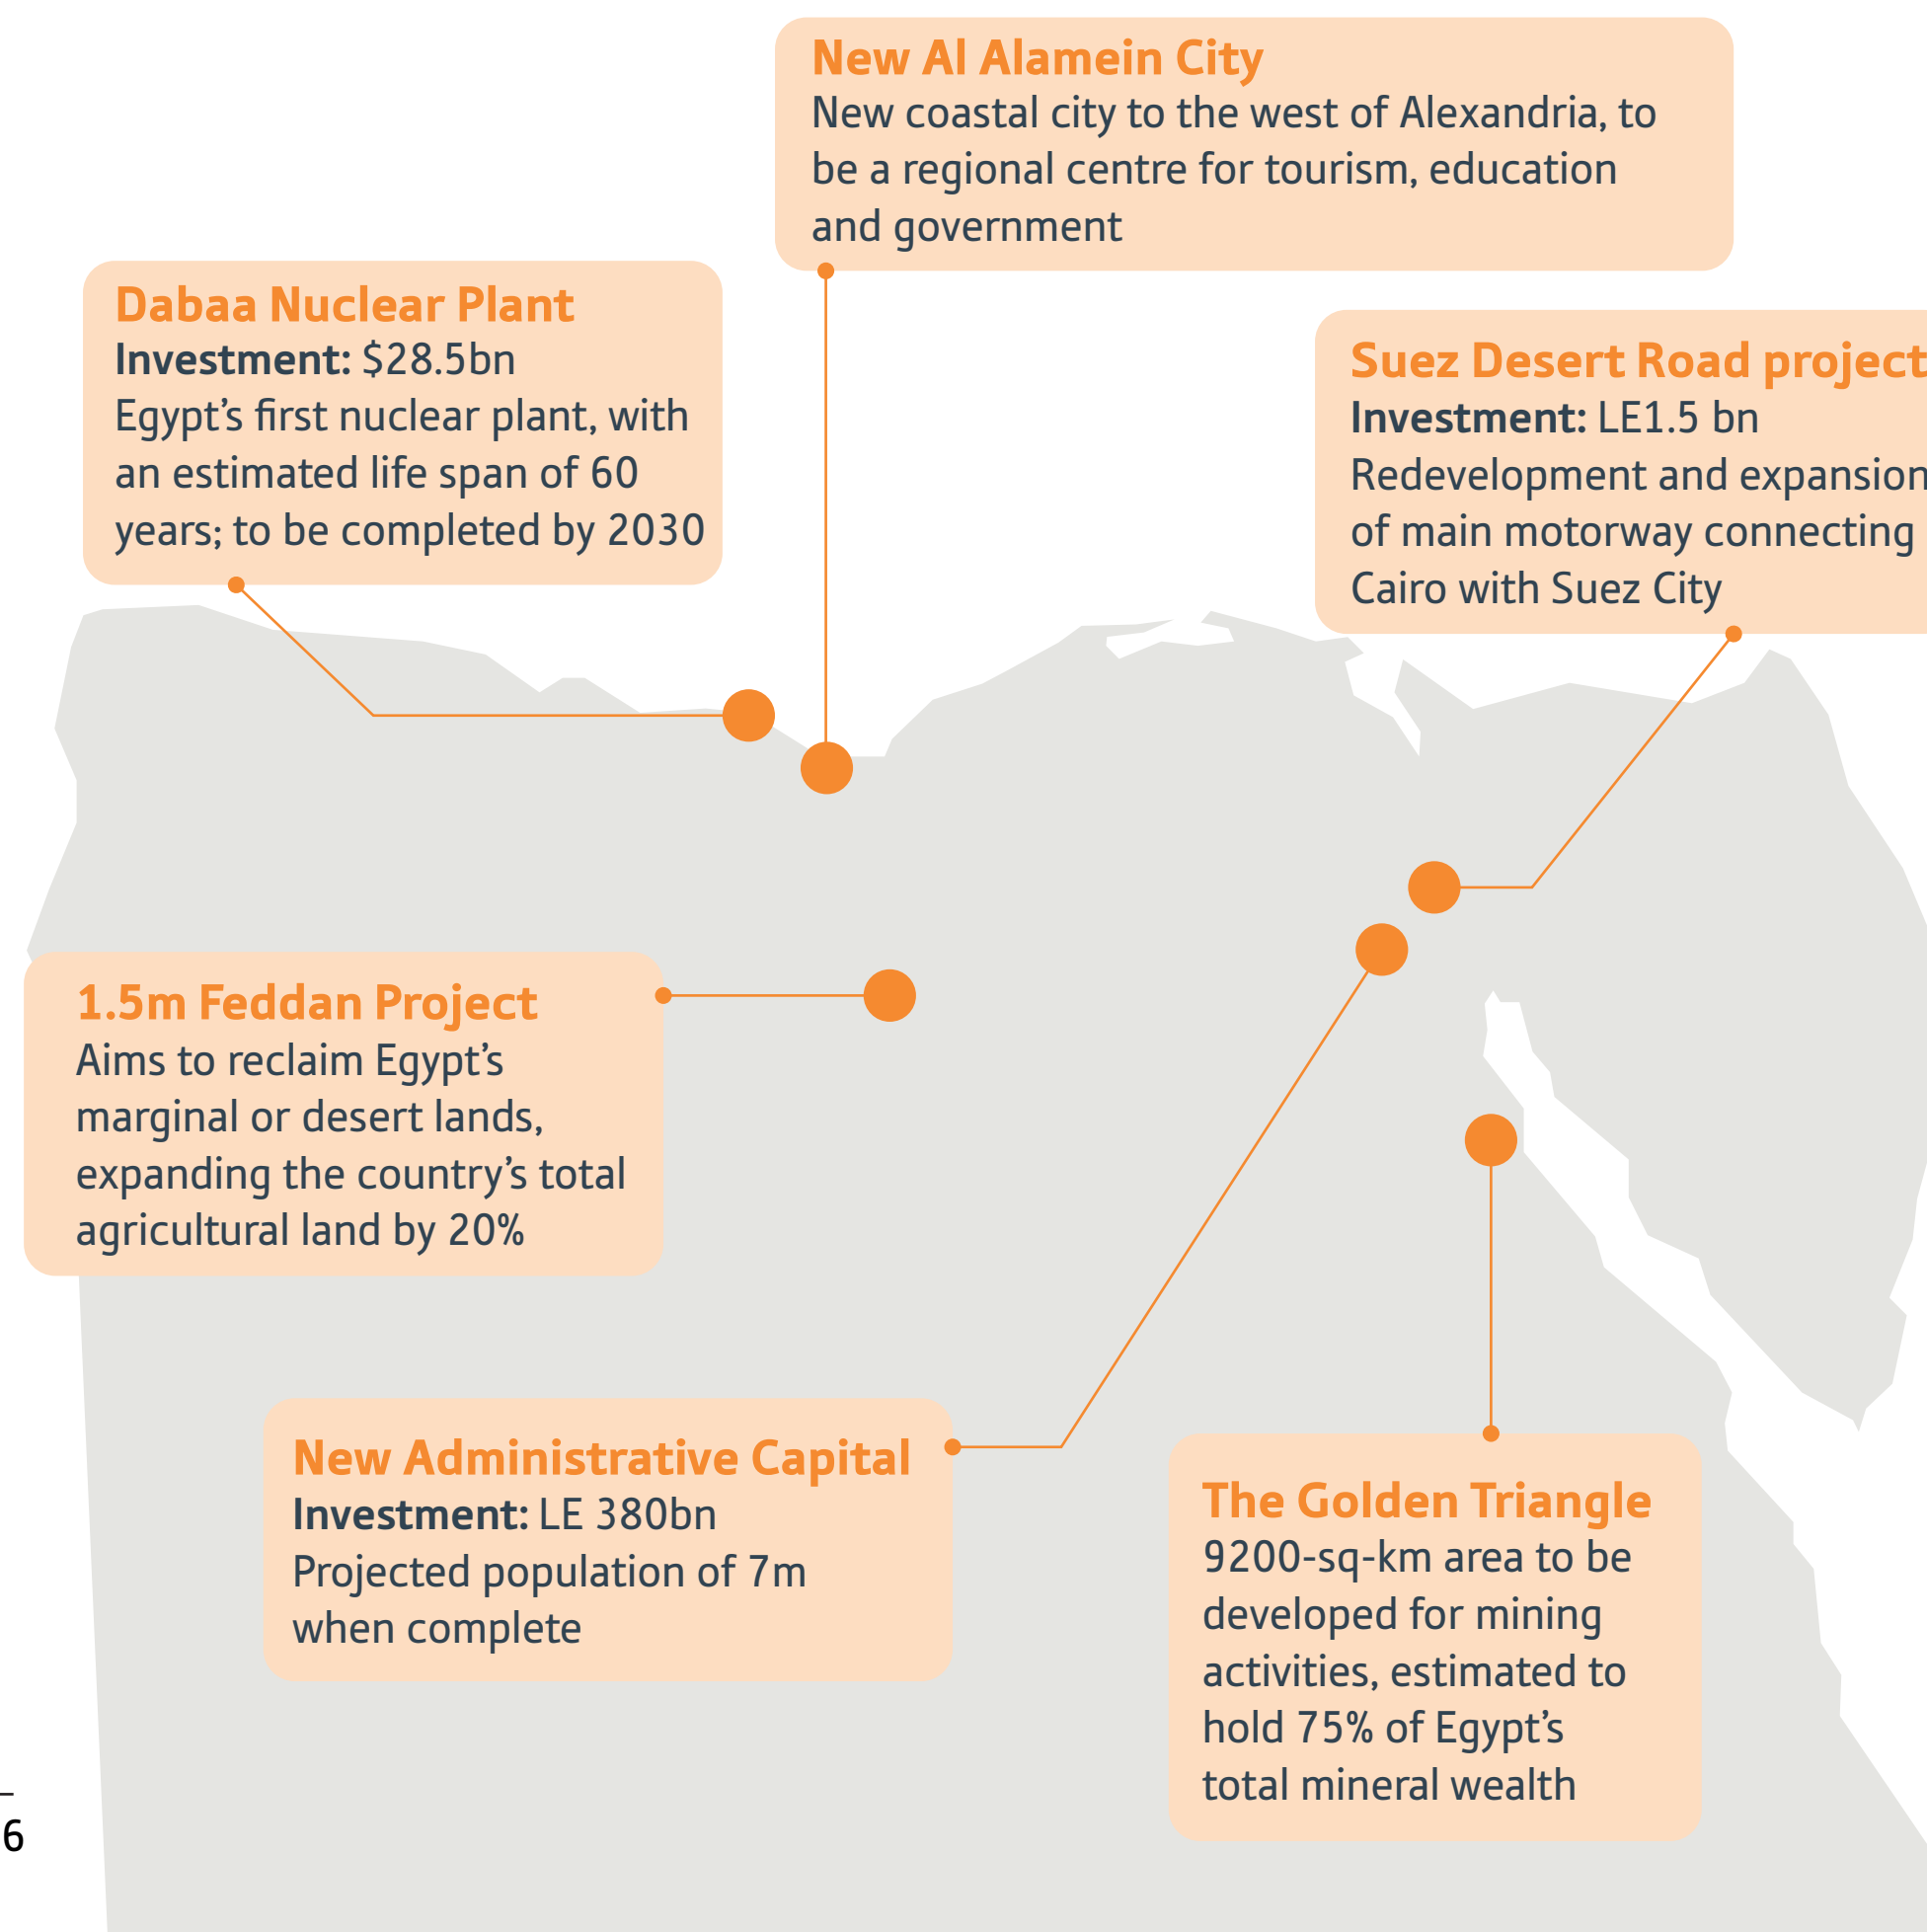 New Al Alamein City
New coastal city to the west of Alexandria, to
be a regional centre for tourism, education
and government
Dabaa Nuclear Plant
Investment: $28.5bn
Egypt’s first nuclear plant, with
an estimated life span of 60
years; to be completed by 2030
Suez Desert Road project
Investment: LE1.5 bn
Redevelopment and expansion
of main motorway connecting
Cairo with Suez City
1.5m Feddan Project
Aims to reclaim Egypt’s
marginal or desert lands,
expanding the country’s total
agricultural land by 20%
New Administrative Capital
Investment: LE 380bn
Projected population of 7m
when complete
The Golden Triangle
9200-sq-km area to be
developed for mining
activities, estimated to
hold 75% of Egypt’s
total mineral wealth
6